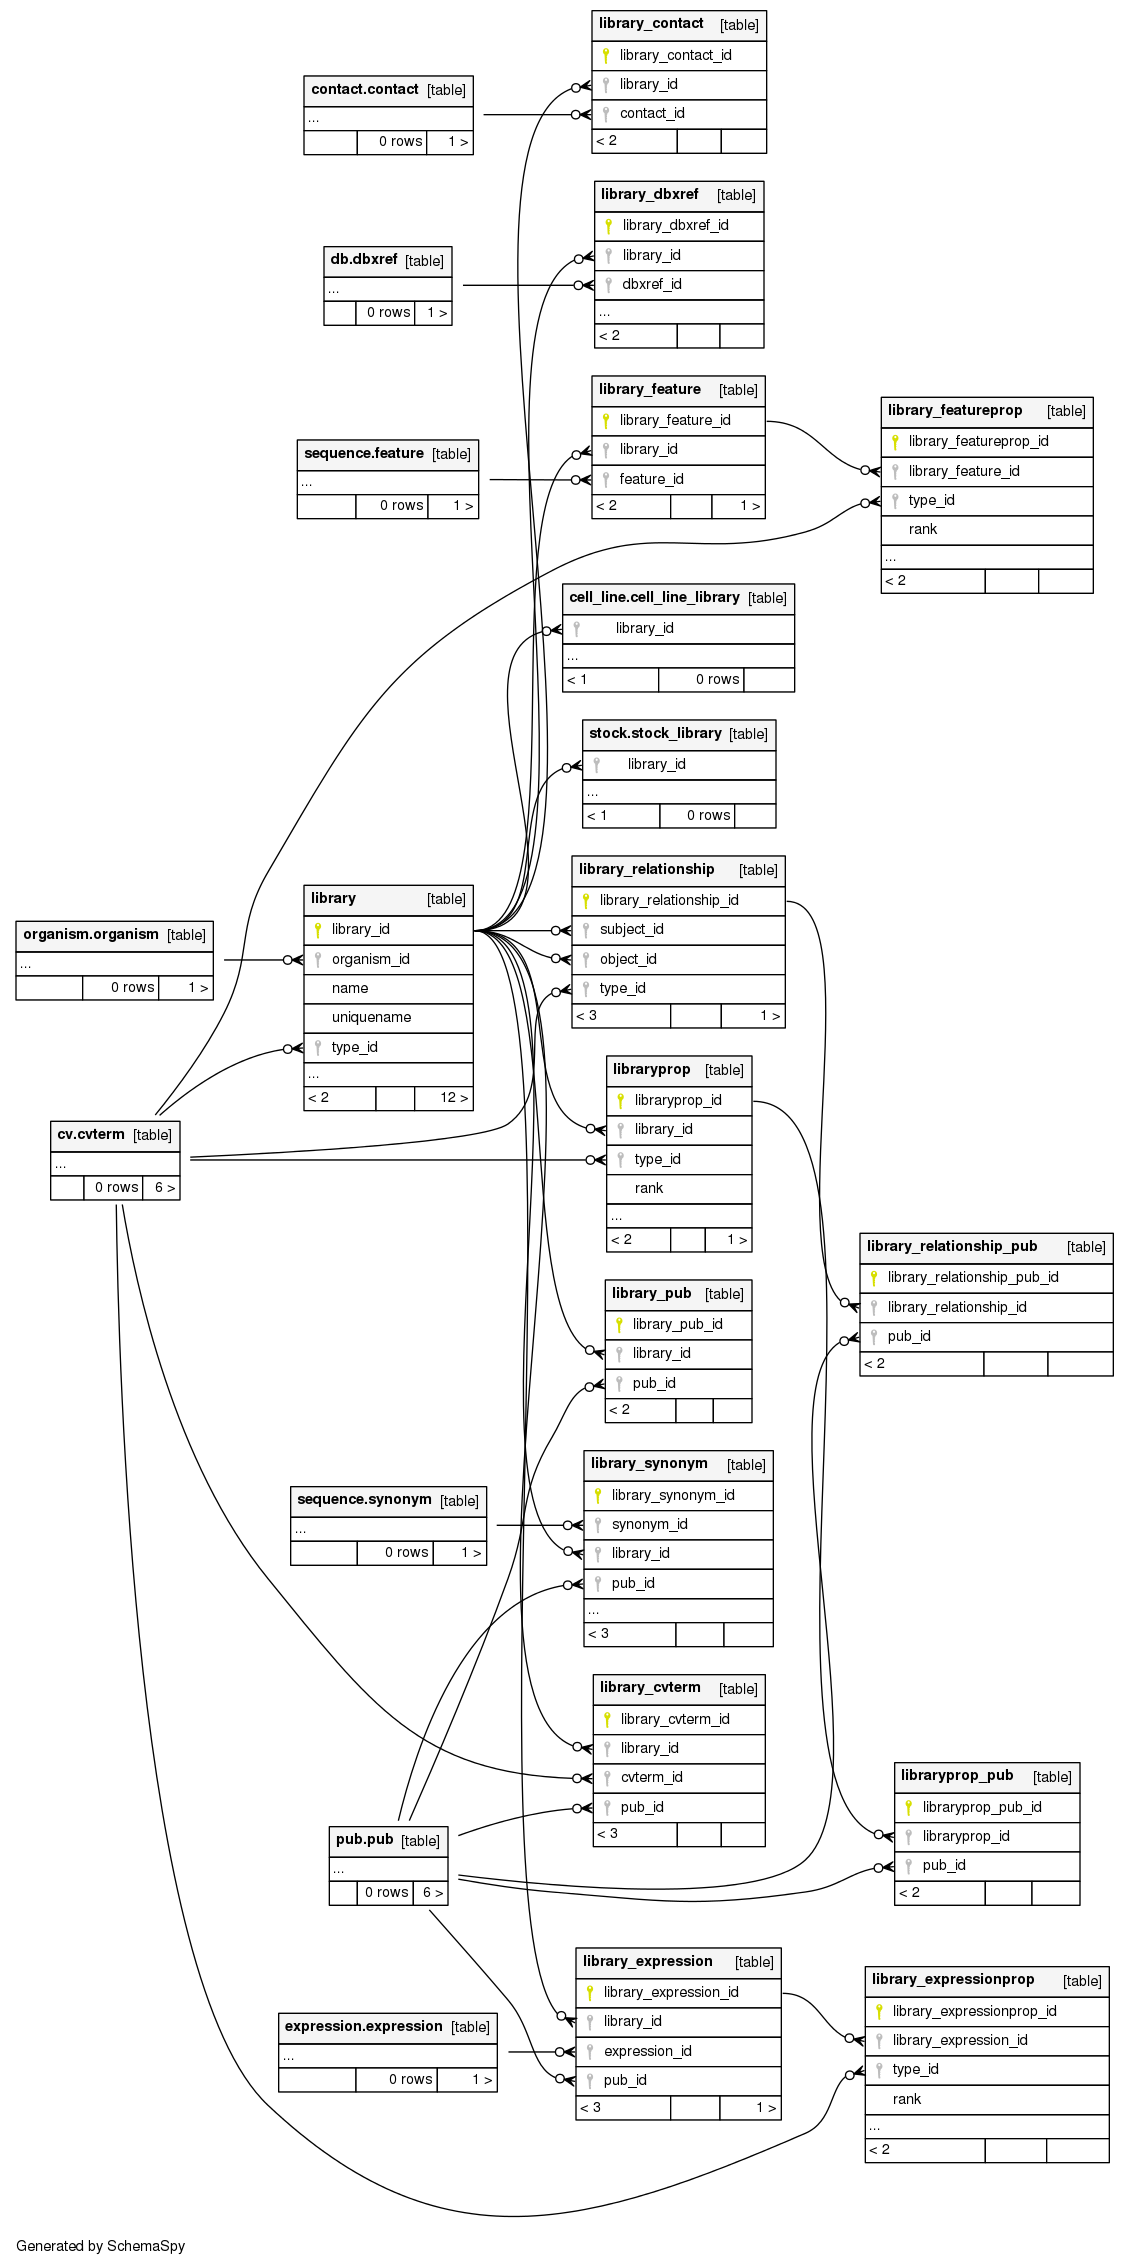 library_contact [table]
library_contact_id
library_id
contact_id
< 2
contact.contact [table]
...
0 rows 1 >
library_dbxref [table]
library_dbxref_id
library_id
dbxref_id
...
< 2
db.dbxref [table]
...
0 rows 1 >
library_feature [table]
library_feature_id
library_id
feature_id
< 2 1 >
library_featureprop [table]
library_featureprop_id
library_feature_id
type_id
rank
...
< 2
sequence.feature [table]
...
0 rows 1 >
cell_line.cell_line_library [table]
library_id
...
< 1 0 rows
stock.stock_library [table]
library_id
...
< 1 0 rows
library_relationship [table]
library_relationship_id
subject_id
object_id
type_id
< 3 1 >
library [table]
library_id
organism_id
name
uniquename
type_id
...
< 2 12 >
organism.organism [table]
...
0 rows 1 >
libraryprop [table]
libraryprop_id
library_id
type_id
rank
...
< 2 1 >
cv.cvterm [table]
...
0 rows 6 >
library_relationship_pub [table]
library_relationship_pub_id
library_relationship_id
pub_id
< 2
library_pub [table]
library_pub_id
library_id
pub_id
< 2
library_synonym [table]
library_synonym_id
synonym_id
library_id
pub_id
...
< 3
sequence.synonym [table]
...
0 rows 1 >
library_cvterm [table]
library_cvterm_id
library_id
cvterm_id
pub_id
< 3
libraryprop_pub [table]
libraryprop_pub_id
libraryprop_id
pub_id
< 2
pub.pub [table]
...
0 rows 6 >
library_expression [table]
library_expression_id
library_id
expression_id
pub_id
< 3 1 >
library_expressionprop [table]
library_expressionprop_id
library_expression_id
type_id
rank
...
< 2
expression.expression [table]
...
0 rows 1 >
Generated by SchemaSpy